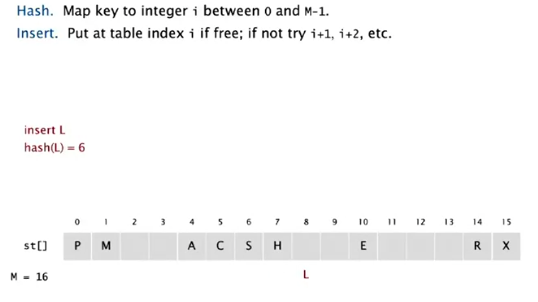 Hash. Map key to integer i between 0 and M-1.
Insert. Put at table index i if free; if not try i+1, i+2, etc.
insert L
hash(L) = 6
0 1 2 3 4 5 6 7 8 9 10 11 12 13 14 15
st[] P M A C S H E R X
M = 16 L